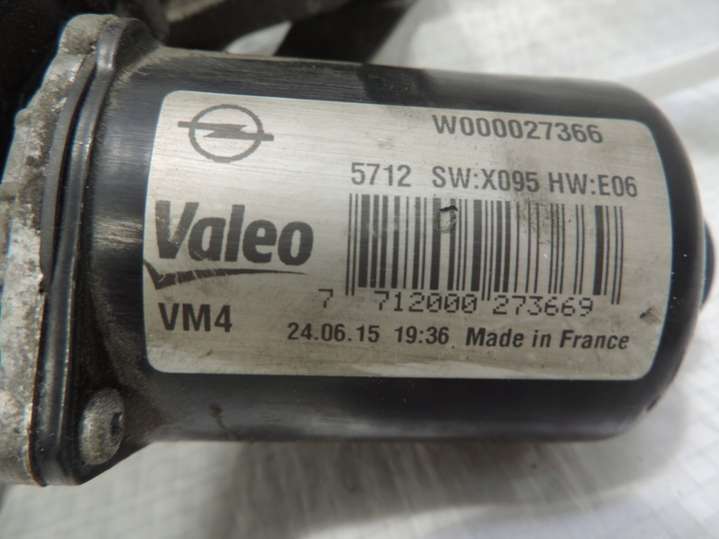 W000027366
5712 SW:X095 HW:E06
Valeo
7 712000 273669
VM4
24.06.15 19:36 Made in France